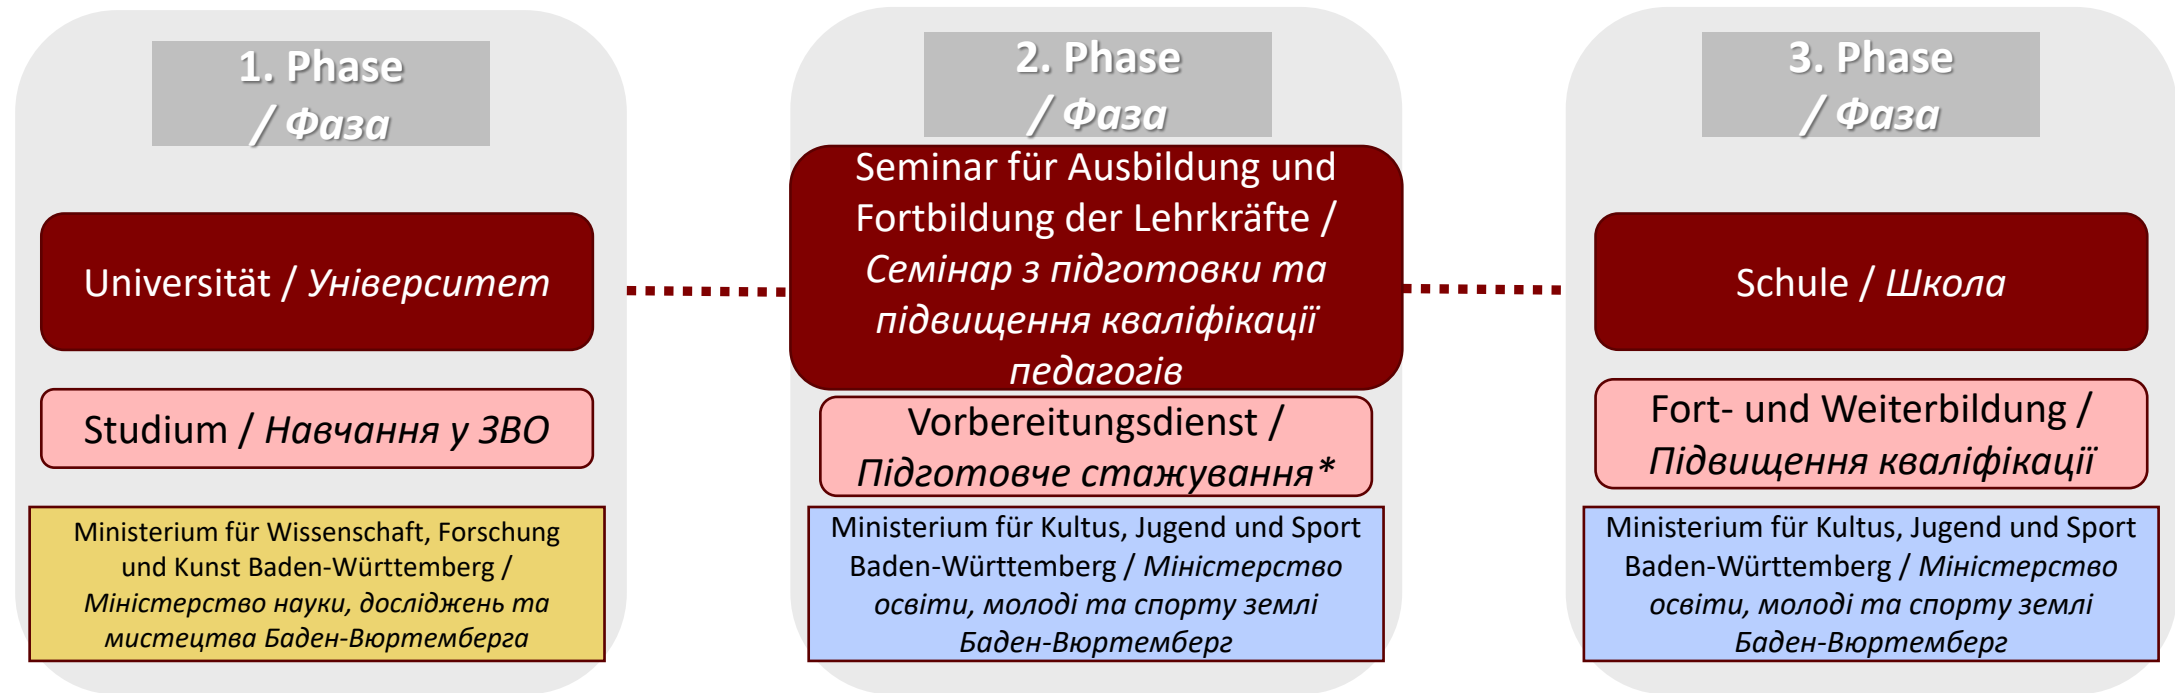 1. Phase
/ Фаза
Universität / Університет
Studium / Навчання у ЗВО
Ministerium für Wissenschaft, Forschung
und Kunst Baden-Württemberg /
Міністерство науки, досліджень та
мистецтва Баден-Вюртемберга
2. Phase
/ Фаза
Seminar für Ausbildung und
Fortbildung der Lehrkräfte /
Семінар з підготовки та
підвищення кваліфікації
педагогів
Vorbereitungsdienst /
Підготовче стажування*
Ministerium für Kultus, Jugend und Sport
Baden-Württemberg / Міністерство
освіти, молоді та спорту землі
Баден-Вюртемберг
3. Phase
/ Фаза
Schule / Школа
Fort- und Weiterbildung /
Підвищення кваліфікації
Ministerium für Kultus, Jugend und Sport
Baden-Württemberg / Міністерство
освіти, молоді та спорту землі
Баден-Вюртемберг